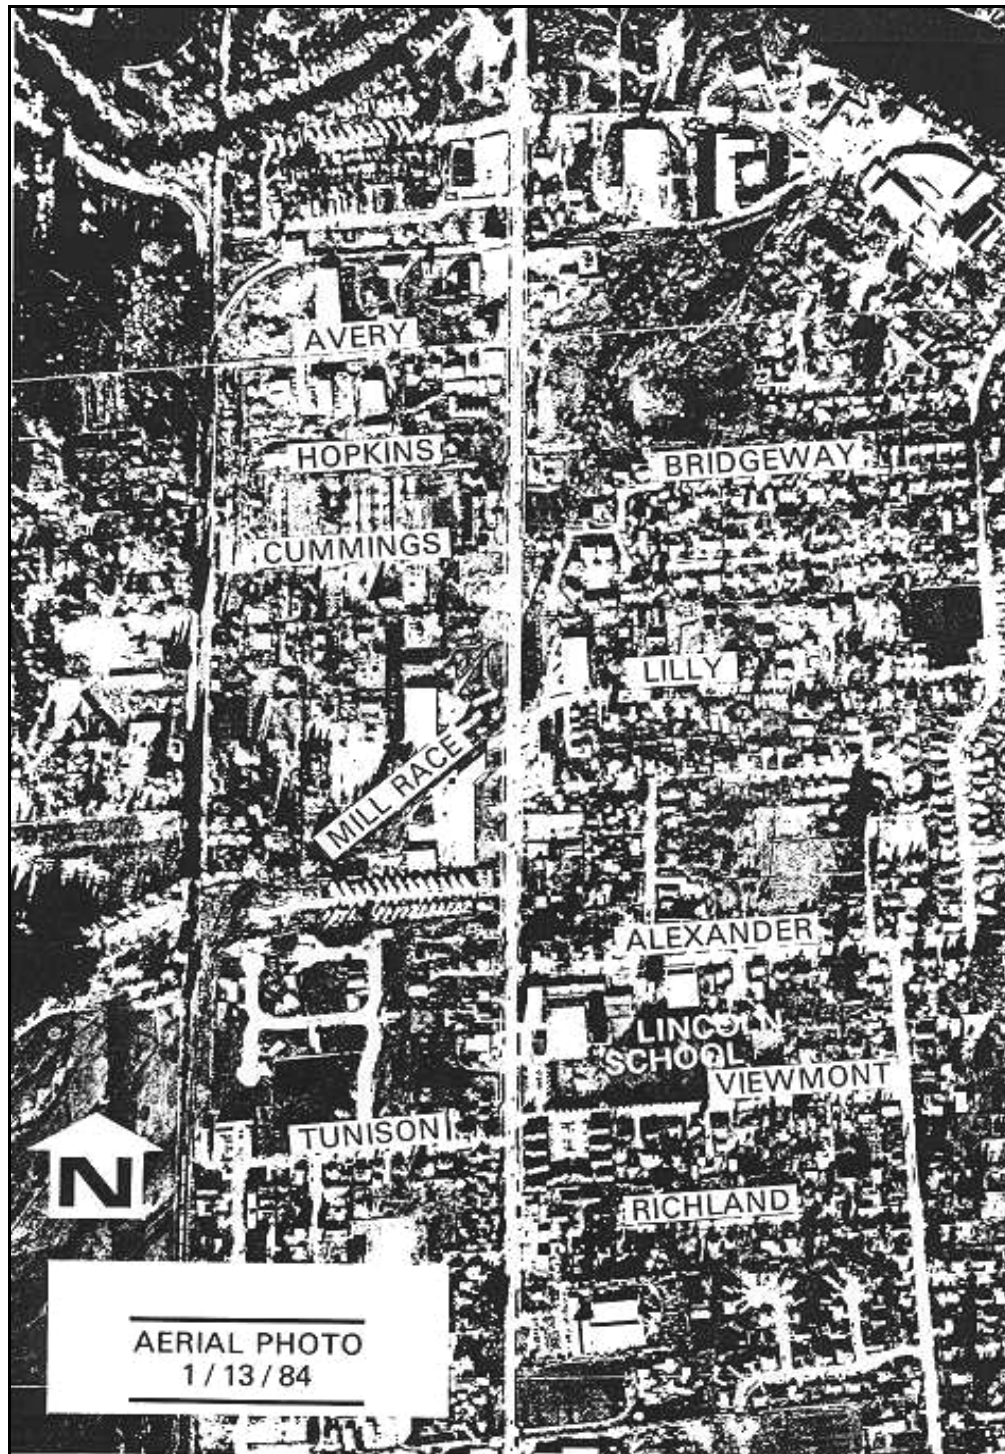 AVERY
HOPKINS
BRIDGEWAY
CUMMINGS
LILLY
MILL RACE
ALEXANDER
LINCOLN
SCHOOL
VIEWMONT
TUNISON
N
RICHLAND
AERIAL PHOTO
1 / 13 / 84